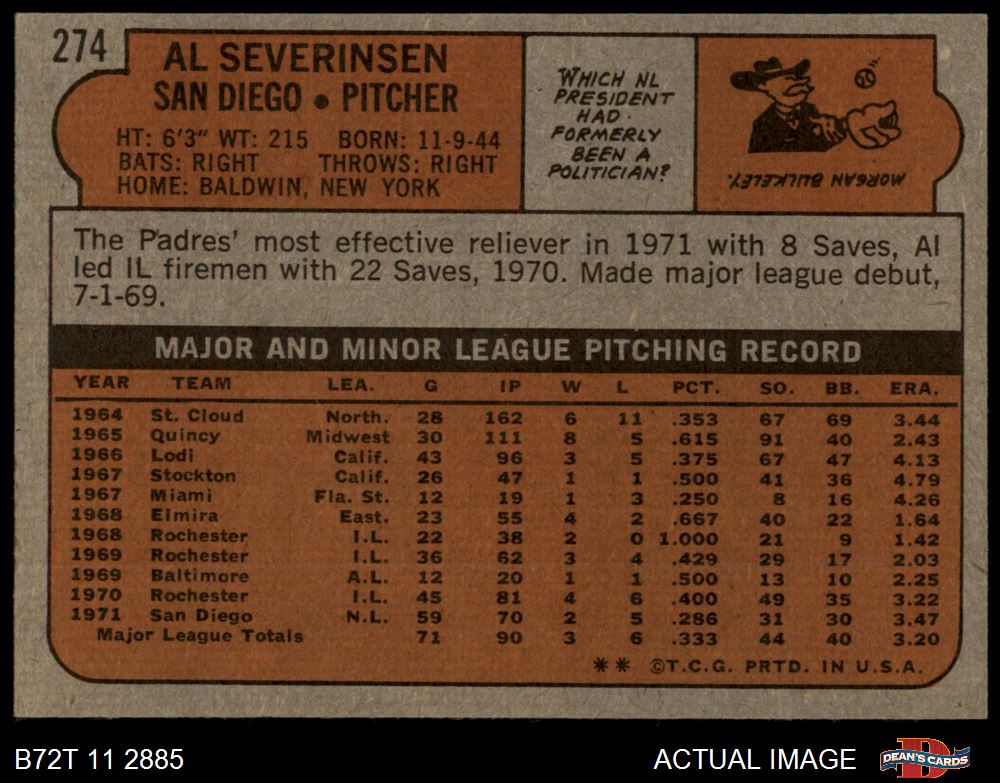 274
AL SEVERINSEN
SAN DIEGO • PITCHER
HT: 6'3" WT: 215 BORN: 11-9-44
BATS: RIGHT THROWS: RIGHT
HOME: BALDWIN, NEW YORK
WHICH NL
PRESIDENT
HAD
FORMERLY
BEEN A
POLITICIAN?
MORGAN BULKELEY.
The Padres' most effective reliever in 1971 with 8 Saves, Al
led IL firemen with 22 Saves, 1970. Made major league debut,
7-1-69.
MAJOR AND MINOR LEAGUE PITCHING RECORD
YEAR TEAM LEA. G IP W L PCT. SO. BB. ERA.
1964 St. Cloud North. 28 162 6 11 .353 67 69 3.44
1965 Quincy Midwest 30 111 8 5 .615 91 40 2.43
1966 Lodi Calif. 43 96 3 5 .375 67 47 4.13
1967 Stockton Calif. 26 47 1 1 .500 41 36 4.79
1967 Miami Fla. St. 12 19 1 3 .250 8 16 4.26
1968 Elmira East. 23 55 4 2 .667 40 22 1.64
1968 Rochester I.L. 22 38 2 0 1.000 21 9 1.42
1969 Rochester I.L. 36 62 3 4 .429 29 17 2.03
1969 Baltimore A.L. 12 20 1 1 .500 13 10 2.25
1970 Rochester I.L. 45 81 4 6 .400 49 35 3.22
1971 San Diego N.L. 59 70 2 5 .286 31 30 3.47
Major League Totals 71 90 3 6 .333 44 40 3.20
** ©T.C.G. PRTD. IN U.S.A.
B72T 11 2885 ACTUAL IMAGE DEAN'S CARDS